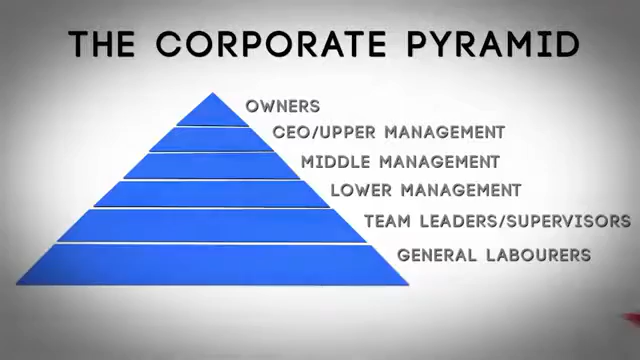 THE CORPORATE PYRAMID
OWNERS
CEO/UPPER MANAGEMENT
MIDDLE MANAGEMENT
LOWER MANAGEMENT
TEAM LEADERS/SUPERVISORS
GENERAL LABOURERS